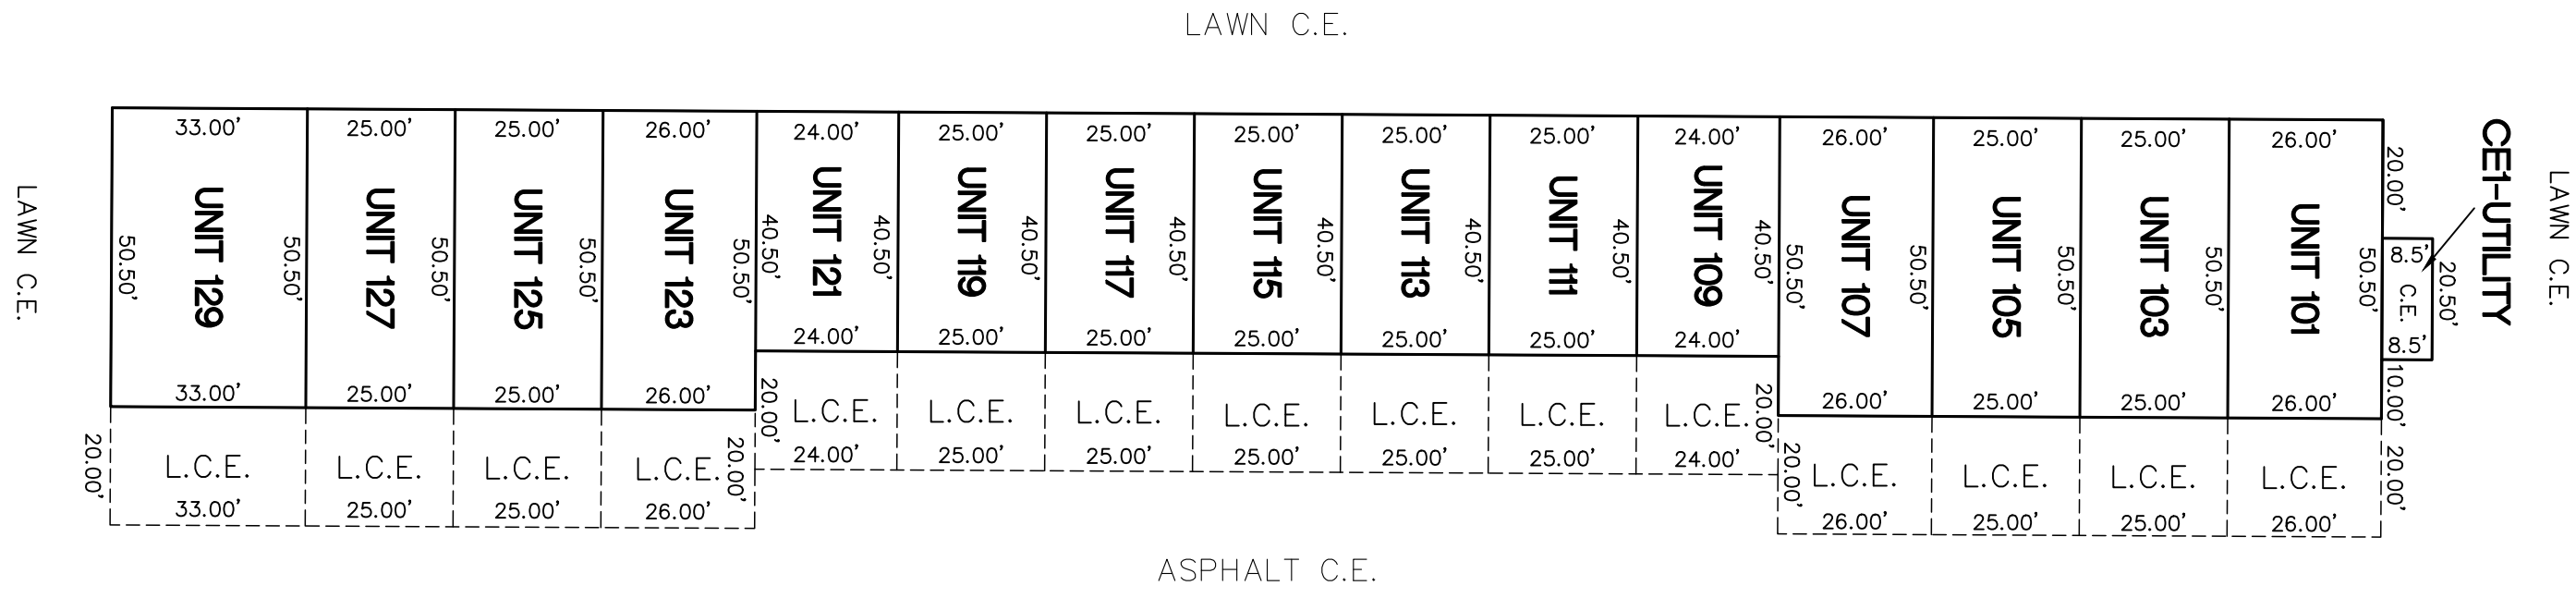 LAWN C.E.
33.00' 25.00' 25.00' 26.00' 24.00' 25.00' 25.00' 25.00' 25.00' 25.00' 24.00' 26.00' 25.00' 25.00' 26.00'
LAWN C.E.
50.50'
UNIT 129
50.50'
UNIT 127
50.50'
UNIT 125
50.50'
UNIT 123
50.50'
40.50'
UNIT 121
40.50'
UNIT 119
40.50'
UNIT 117
40.50'
UNIT 115
40.50'
UNIT 113
40.50'
UNIT 111
40.50'
UNIT 109
40.50'
50.50'
UNIT 107
50.50'
UNIT 105
50.50'
UNIT 103
50.50'
UNIT 101
50.50'
20.00'
8.5'
C.E.
8.5'
20.50'
10.00'
CE1-UTILITY
LAWN C.E.
24.00' 25.00' 25.00' 25.00' 25.00' 25.00' 24.00'
33.00' 25.00' 25.00' 26.00'
26.00' 25.00' 25.00' 26.00'
20.00'
L.C.E. L.C.E. L.C.E. L.C.E. L.C.E. L.C.E. L.C.E.
20.00'
24.00' 25.00' 25.00' 25.00' 25.00' 25.00' 24.00'
20.00'
L.C.E. L.C.E. L.C.E. L.C.E.
20.00'
33.00' 25.00' 25.00' 26.00'
20.00'
L.C.E. L.C.E. L.C.E. L.C.E.
20.00'
26.00' 25.00' 25.00' 26.00'
ASPHALT C.E.